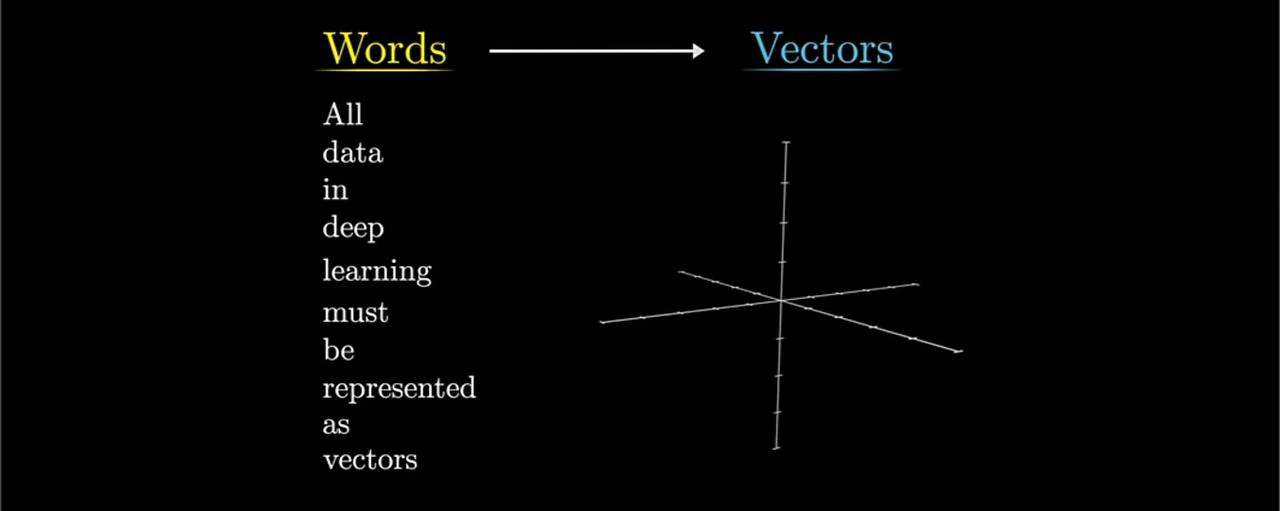 Words Vectors
All
data
in
deep
learning
must
be
represented
as
vectors